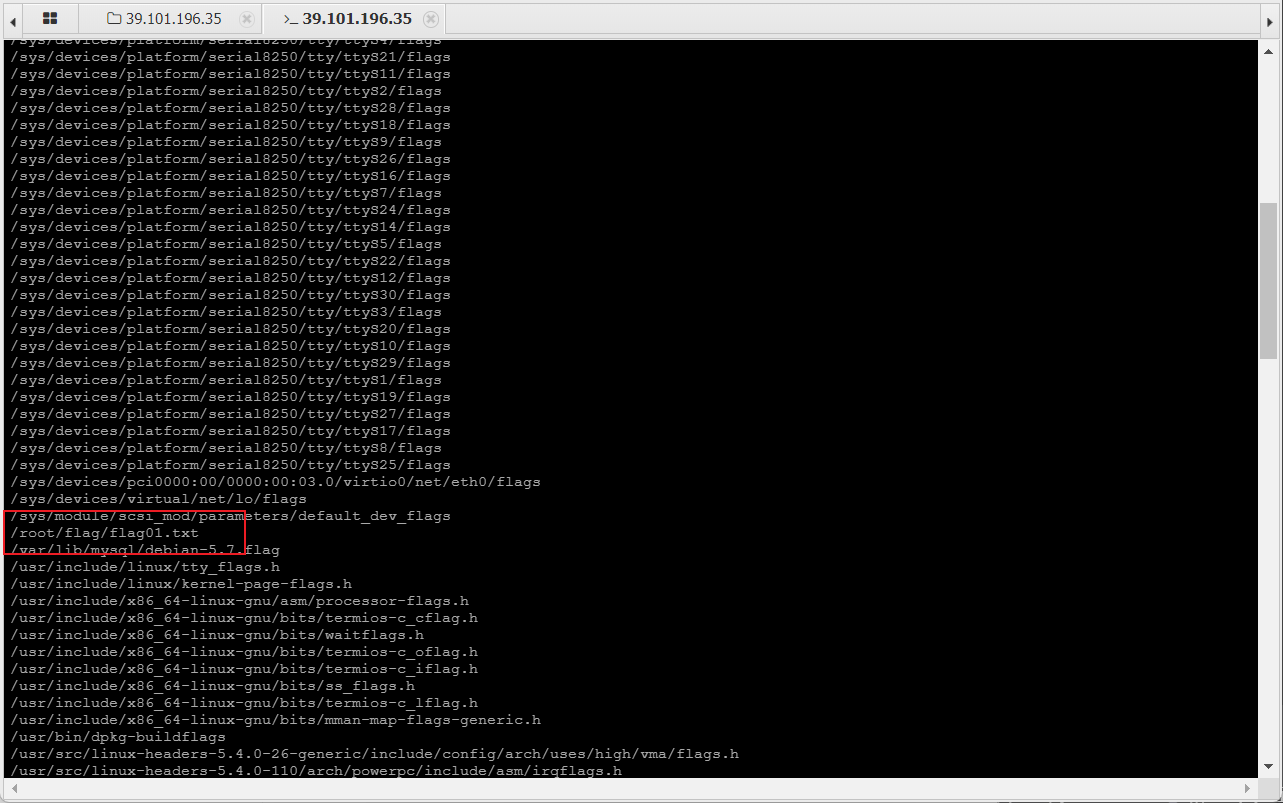 39.101.196.35
>_ 39.101.196.35
/sys/devices/platform/serial8250/tty/ttyS4/flags
/sys/devices/platform/serial8250/tty/ttyS21/flags
/sys/devices/platform/serial8250/tty/ttyS11/flags
/sys/devices/platform/serial8250/tty/ttyS2/flags
/sys/devices/platform/serial8250/tty/ttyS28/flags
/sys/devices/platform/serial8250/tty/ttyS18/flags
/sys/devices/platform/serial8250/tty/ttyS9/flags
/sys/devices/platform/serial8250/tty/ttyS26/flags
/sys/devices/platform/serial8250/tty/ttyS16/flags
/sys/devices/platform/serial8250/tty/ttyS7/flags
/sys/devices/platform/serial8250/tty/ttyS24/flags
/sys/devices/platform/serial8250/tty/ttyS14/flags
/sys/devices/platform/serial8250/tty/ttyS5/flags
/sys/devices/platform/serial8250/tty/ttyS22/flags
/sys/devices/platform/serial8250/tty/ttyS12/flags
/sys/devices/platform/serial8250/tty/ttyS30/flags
/sys/devices/platform/serial8250/tty/ttyS3/flags
/sys/devices/platform/serial8250/tty/ttyS20/flags
/sys/devices/platform/serial8250/tty/ttyS10/flags
/sys/devices/platform/serial8250/tty/ttyS29/flags
/sys/devices/platform/serial8250/tty/ttyS1/flags
/sys/devices/platform/serial8250/tty/ttyS19/flags
/sys/devices/platform/serial8250/tty/ttyS27/flags
/sys/devices/platform/serial8250/tty/ttyS17/flags
/sys/devices/platform/serial8250/tty/ttyS8/flags
/sys/devices/platform/serial8250/tty/ttyS25/flags
/sys/devices/pci0000:00/0000:00:03.0/virtio0/net/eth0/flags
/sys/devices/virtual/net/lo/flags
/sys/module/scsi_mod/parameters/default_dev_flags
/root/flag/flag01.txt
/var/lib/mysql/debian-5.7.flag
/usr/include/linux/tty_flags.h
/usr/include/linux/kernel-page-flags.h
/usr/include/x86_64-linux-gnu/asm/processor-flags.h
/usr/include/x86_64-linux-gnu/bits/termios-c_cflag.h
/usr/include/x86_64-linux-gnu/bits/waitflags.h
/usr/include/x86_64-linux-gnu/bits/termios-c_oflag.h
/usr/include/x86_64-linux-gnu/bits/termios-c_iflag.h
/usr/include/x86_64-linux-gnu/bits/ss_flags.h
/usr/include/x86_64-linux-gnu/bits/termios-c_lflag.h
/usr/include/x86_64-linux-gnu/bits/mman-map-flags-generic.h
/usr/bin/dpkg-buildflags
/usr/src/linux-headers-5.4.0-26-generic/include/config/arch/uses/high/vma/flags.h
/usr/src/linux-headers-5.4.0-110/arch/powerpc/include/asm/irqflags.h